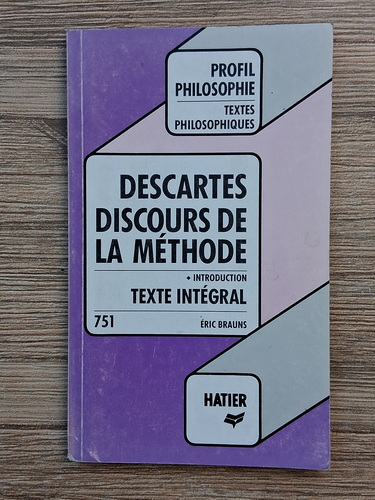 PROFIL
PHILOSOPHIE
TEXTES
PHILOSOPHIQUES
DESCARTES
DISCOURS DE
LA MÉTHODE
+ INTRODUCTION
TEXTE INTÉGRAL
751 ÉRIC BRAUNS
HATIER